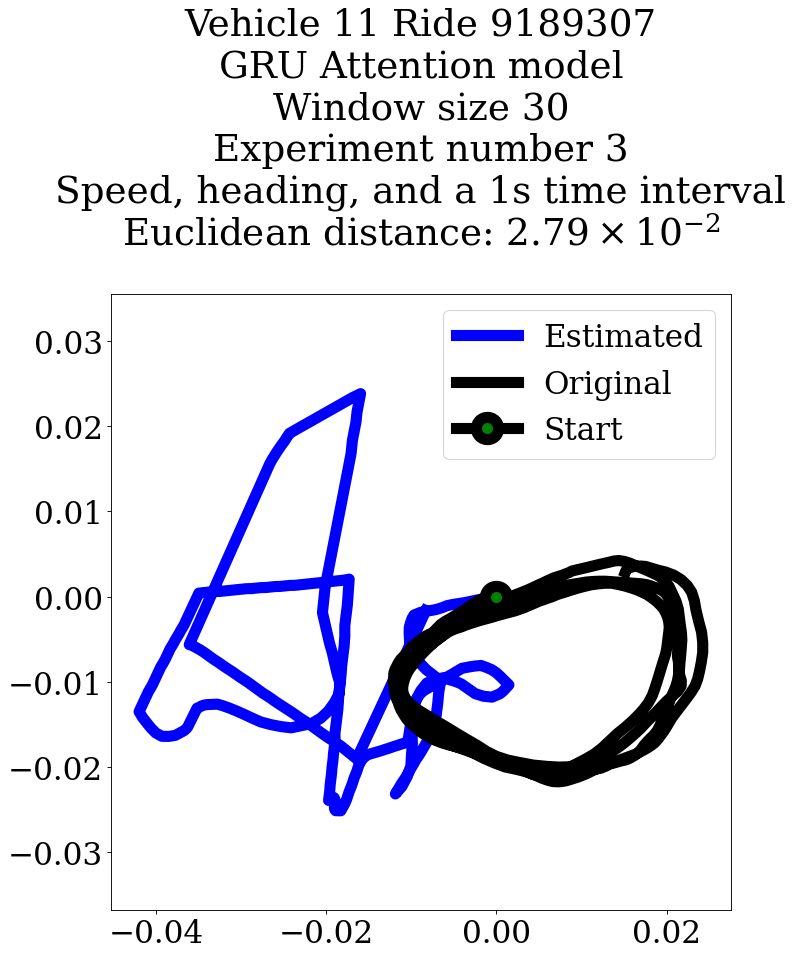 Vehicle 11 Ride 9189307
GRU Attention model
Window size 30
Experiment number 3
Speed, heading, and a 1s time interval
Euclidean distance: 2.79 × 10⁻²
Estimated
Original
Start
0.03
0.02
0.01
0.00
−0.01
−0.02
−0.03
−0.04 −0.02 0.00 0.02